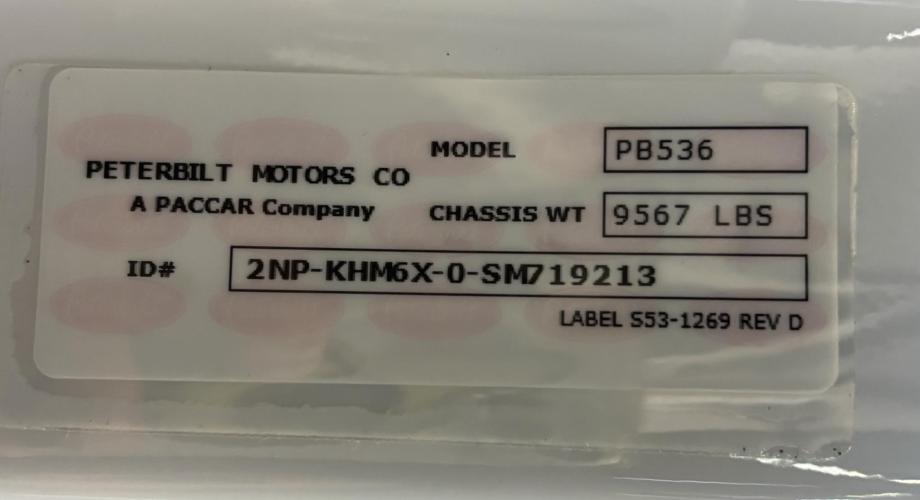 MODEL PB536
PETERBILT MOTORS CO
A PACCAR Company
CHASSIS WT 9567 LBS
ID# 2NP-KHM6X-0-SM719213
LABEL S53-1269 REV D